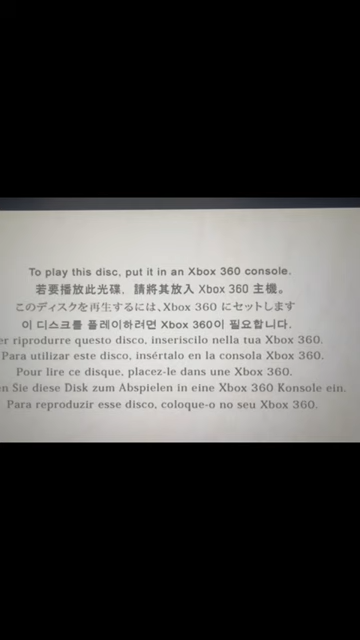 To play this disc, put it in an Xbox 360 console.
若要播放此光碟，請將其放入 Xbox 360 主機。
このディスクを再生するには、Xbox 360 にセットします
이 디스크를 플레이하려면 Xbox 360이 필요합니다.
er riprodurre questo disco, inseriscilo nella tua Xbox 360.
Para utilizar este disco, insértalo en la consola Xbox 360.
Pour lire ce disque, placez-le dans une Xbox 360.
en Sie diese Disk zum Abspielen in eine Xbox 360 Konsole ein.
Para reproduzir esse disco, coloque-o no seu Xbox 360.